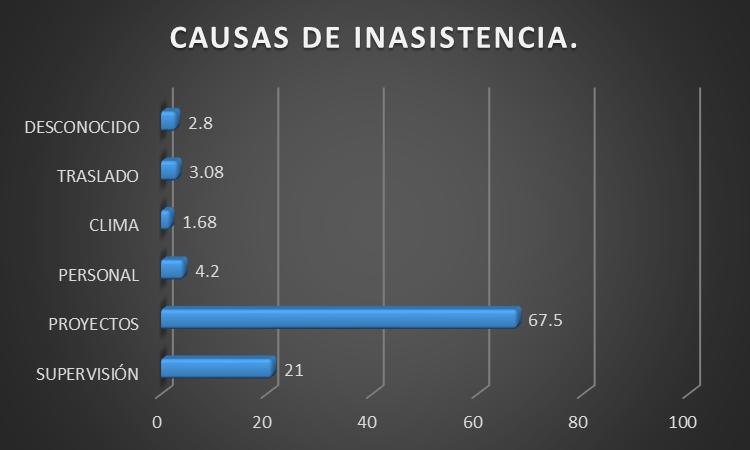 CAUSAS DE INASISTENCIA.
DESCONOCIDO 2.8
TRASLADO 3.08
CLIMA 1.68
PERSONAL 4.2
PROYECTOS 67.5
SUPERVISIÓN 21
0 20 40 60 80 100